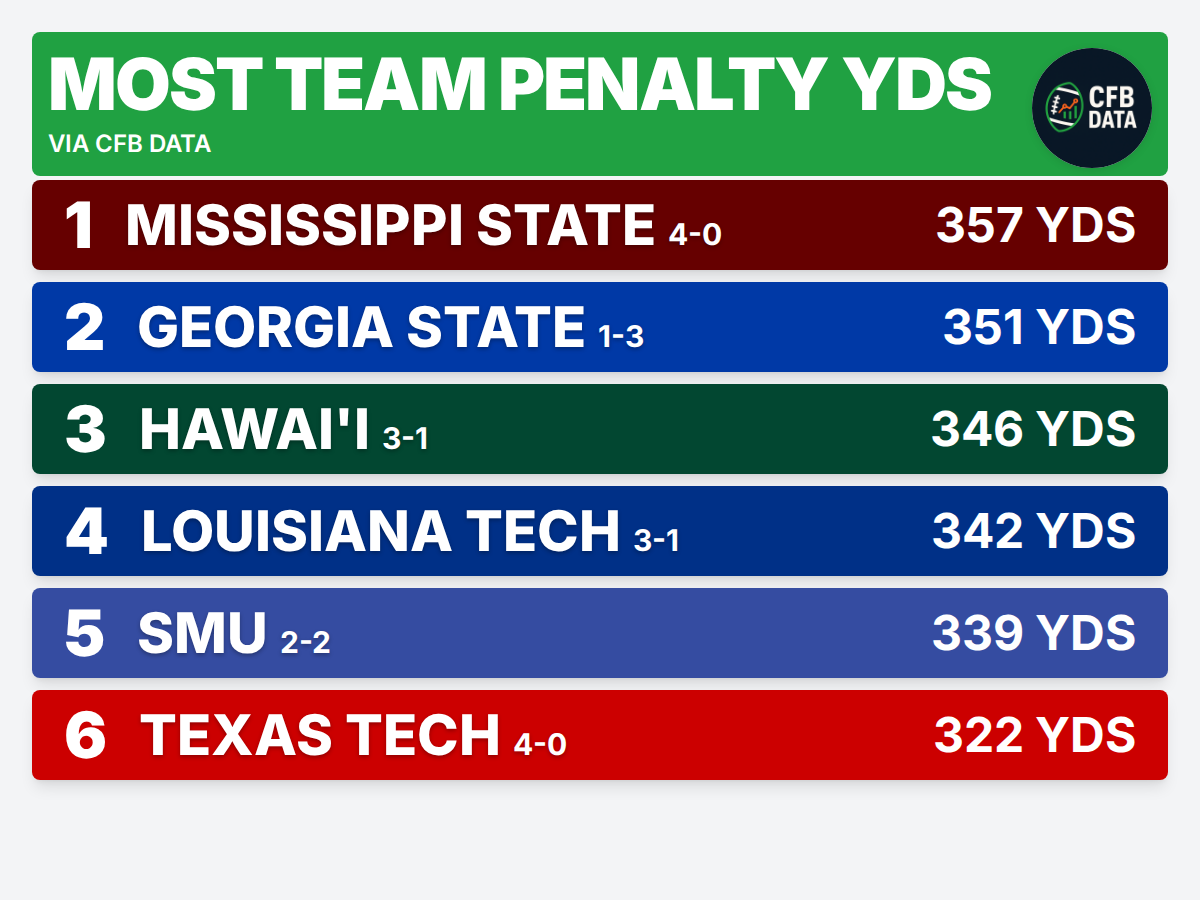 MOST TEAM PENALTY YDS
VIA CFB DATA
CFB
DATA
1 MISSISSIPPI STATE 4-0 357 YDS
2 GEORGIA STATE 1-3 351 YDS
3 HAWAI'I 3-1 346 YDS
4 LOUISIANA TECH 3-1 342 YDS
5 SMU 2-2 339 YDS
6 TEXAS TECH 4-0 322 YDS